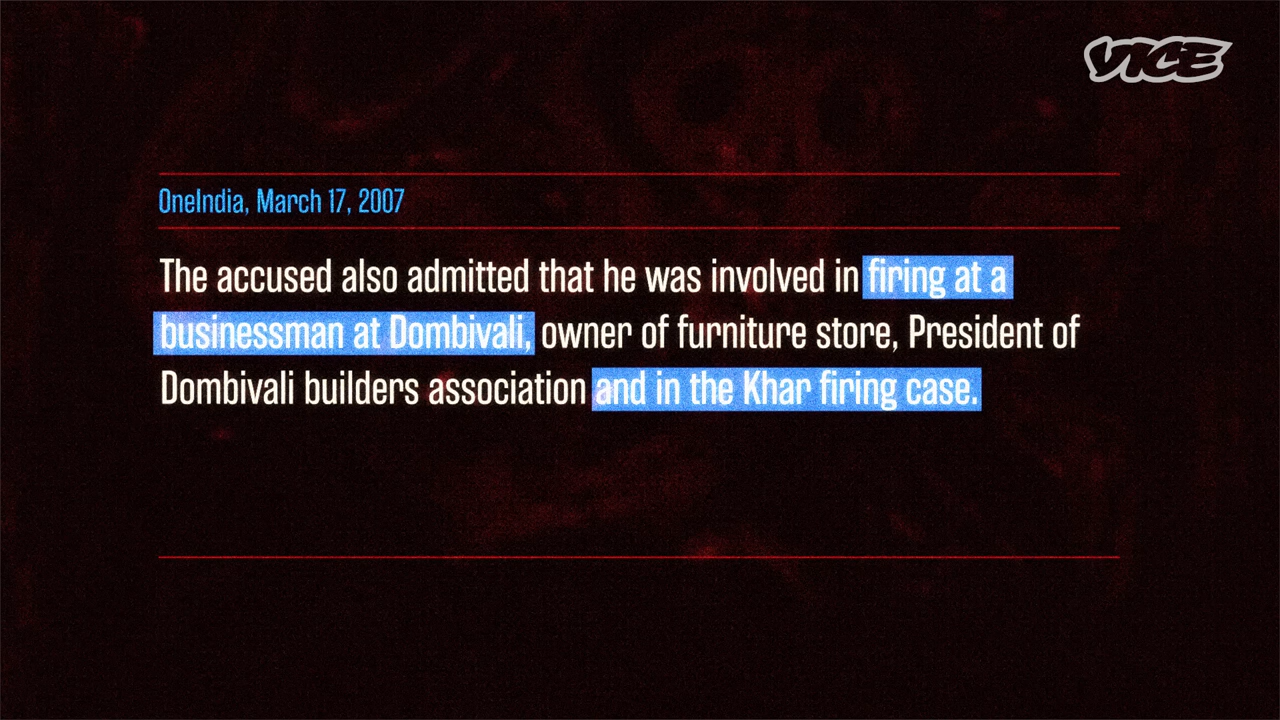 VICE
OneIndia, March 17, 2007
The accused also admitted that he was involved in firing at a
businessman at Dombivali, owner of furniture store, President of
Dombivali builders association and in the Khar firing case.